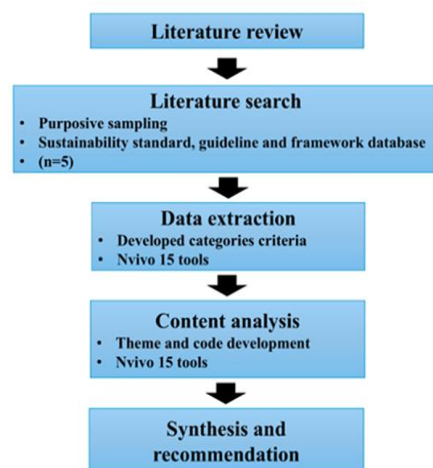 Literature review
Literature search
• Purposive sampling
• Sustainability standard, guideline and framework database
• (n=5)
Data extraction
• Developed categories criteria
• Nvivo 15 tools
Content analysis
• Theme and code development
• Nvivo 15 tools
Synthesis and
recommendation